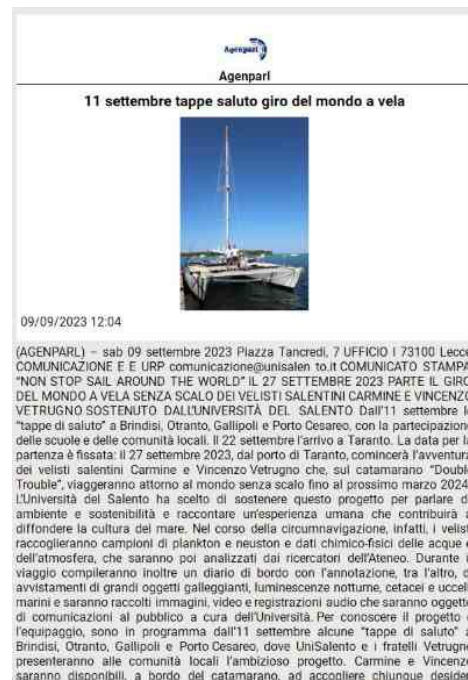 Agenparl
Agenparl
11 settembre tappe saluto giro del mondo a vela
09/09/2023 12:04
(AGENPARL) – sab 09 settembre 2023 Piazza Tancredi, 7 UFFICIO I 73100 Lecce
COMUNICAZIONE E E URP comunicazione@unisalen to.it COMUNICATO STAMPA
"NON STOP SAIL AROUND THE WORLD" IL 27 SETTEMBRE 2023 PARTE IL GIRO
DEL MONDO A VELA SENZA SCALO DEI VELISTI SALENTINI CARMINE E VINCENZO
VETRUGNO SOSTENUTO DALL'UNIVERSITÀ DEL SALENTO Dall'11 settembre le
"tappe di saluto" a Brindisi, Otranto, Gallipoli e Porto Cesareo, con la partecipazione
delle scuole e delle comunità locali. Il 22 settembre l'arrivo a Taranto. La data per la
partenza è fissata: il 27 settembre 2023, dal porto di Taranto, comincerà l'avventura
dei velisti salentini Carmine e Vincenzo Vetrugno che, sul catamarano "Double
Trouble", viaggeranno attorno al mondo senza scalo fino al prossimo marzo 2024.
L'Università del Salento ha scelto di sostenere questo progetto per parlare di
ambiente e sostenibilità e raccontare un'esperienza umana che contribuirà a
diffondere la cultura del mare. Nel corso della circumnavigazione, infatti, i velisti
raccoglieranno campioni di plankton e neuston e dati chimico-fisici delle acque e
dell'atmosfera, che saranno poi analizzati dai ricercatori dell'Ateneo. Durante il
viaggio compileranno inoltre un diario di bordo con l'annotazione, tra l'altro, di
avvistamenti di grandi oggetti galleggianti, luminescenze notturne, cetacei e uccelli
marini e saranno raccolti immagini, video e registrazioni audio che saranno oggetto
di comunicazioni al pubblico a cura dell'Università. Per conoscere il progetto e
l'equipaggio, sono in programma dall'11 settembre alcune "tappe di saluto" a
Brindisi, Otranto, Gallipoli e Porto Cesareo, dove UniSalento e i fratelli Vetrugno
presenteranno alle comunità locali l'ambizioso progetto. Carmine e Vincenzo
saranno disponibili, a bordo del catamarano, ad accogliere chiunque desideri